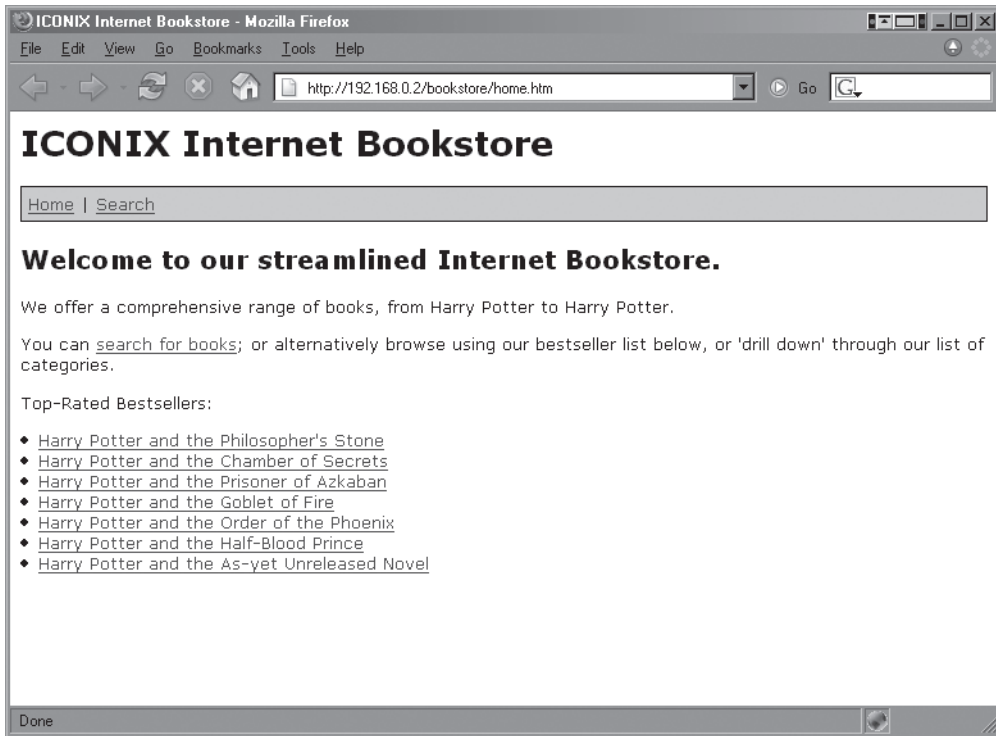 ICONIX Internet Bookstore - Mozilla Firefox
File Edit View Go Bookmarks Tools Help
http://192.168.0.2/bookstore/home.htm Go G
ICONIX Internet Bookstore
Home | Search
Welcome to our streamlined Internet Bookstore.
We offer a comprehensive range of books, from Harry Potter to Harry Potter.
You can search for books; or alternatively browse using our bestseller list below, or 'drill down' through our list of
categories.
Top-Rated Bestsellers:
• Harry Potter and the Philosopher's Stone
• Harry Potter and the Chamber of Secrets
• Harry Potter and the Prisoner of Azkaban
• Harry Potter and the Goblet of Fire
• Harry Potter and the Order of the Phoenix
• Harry Potter and the Half-Blood Prince
• Harry Potter and the As-yet Unreleased Novel
Done